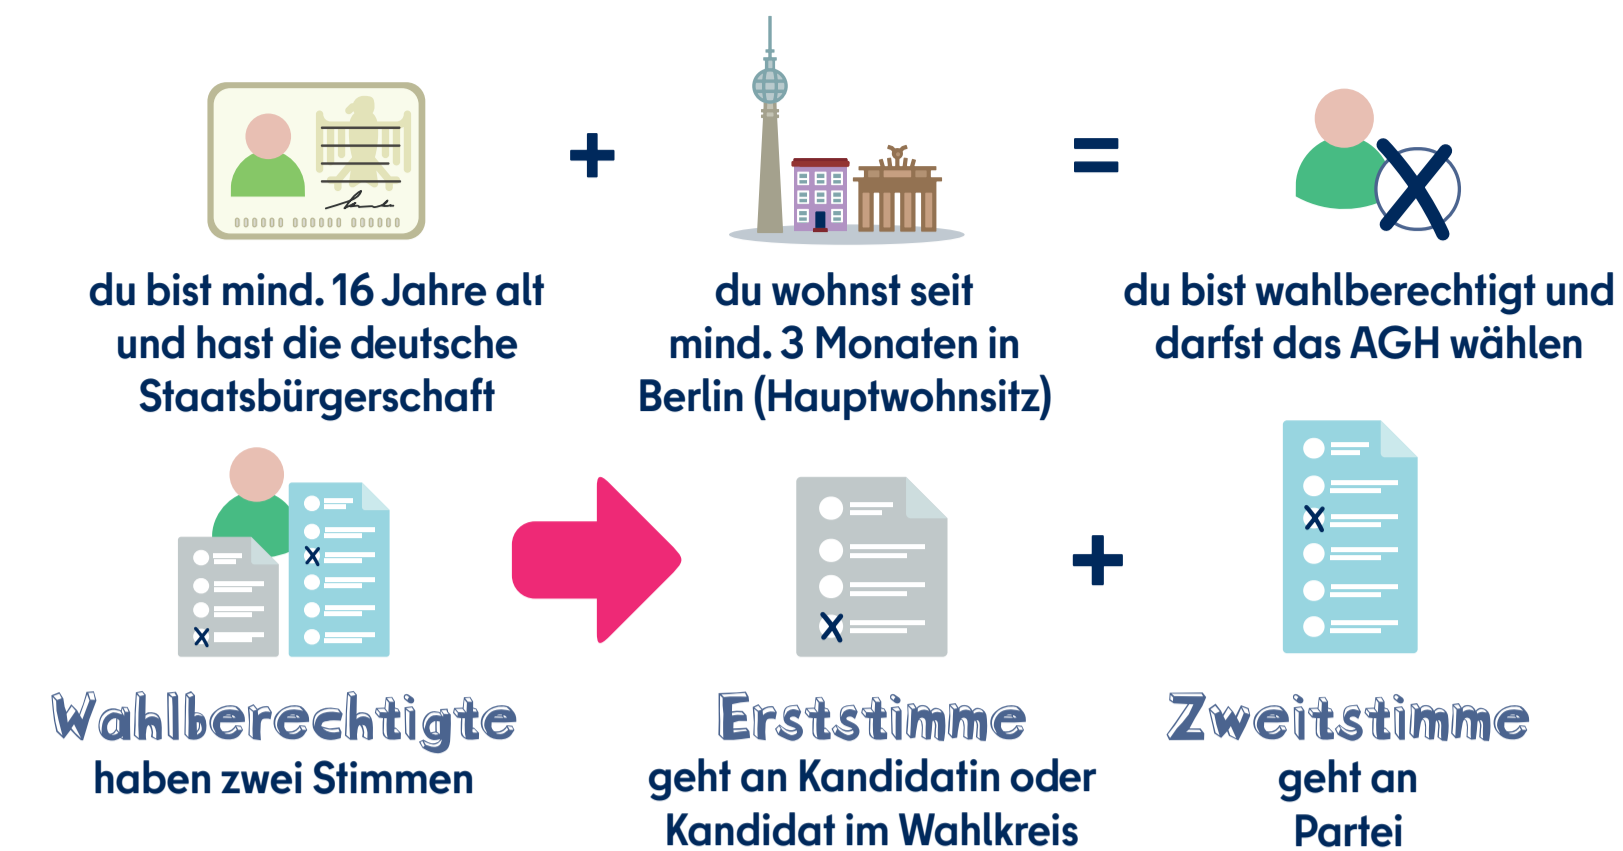 du bist mind. 16 Jahre alt
und hast die deutsche
Staatsbürgerschaft
du wohnst seit
mind. 3 Monaten in
Berlin (Hauptwohnsitz)
du bist wahlberechtigt und
darfst das AGH wählen
Wahlberechtigte
haben zwei Stimmen
Erststimme
geht an Kandidatin oder
Kandidat im Wahlkreis
Zweitstimme
geht an
Partei